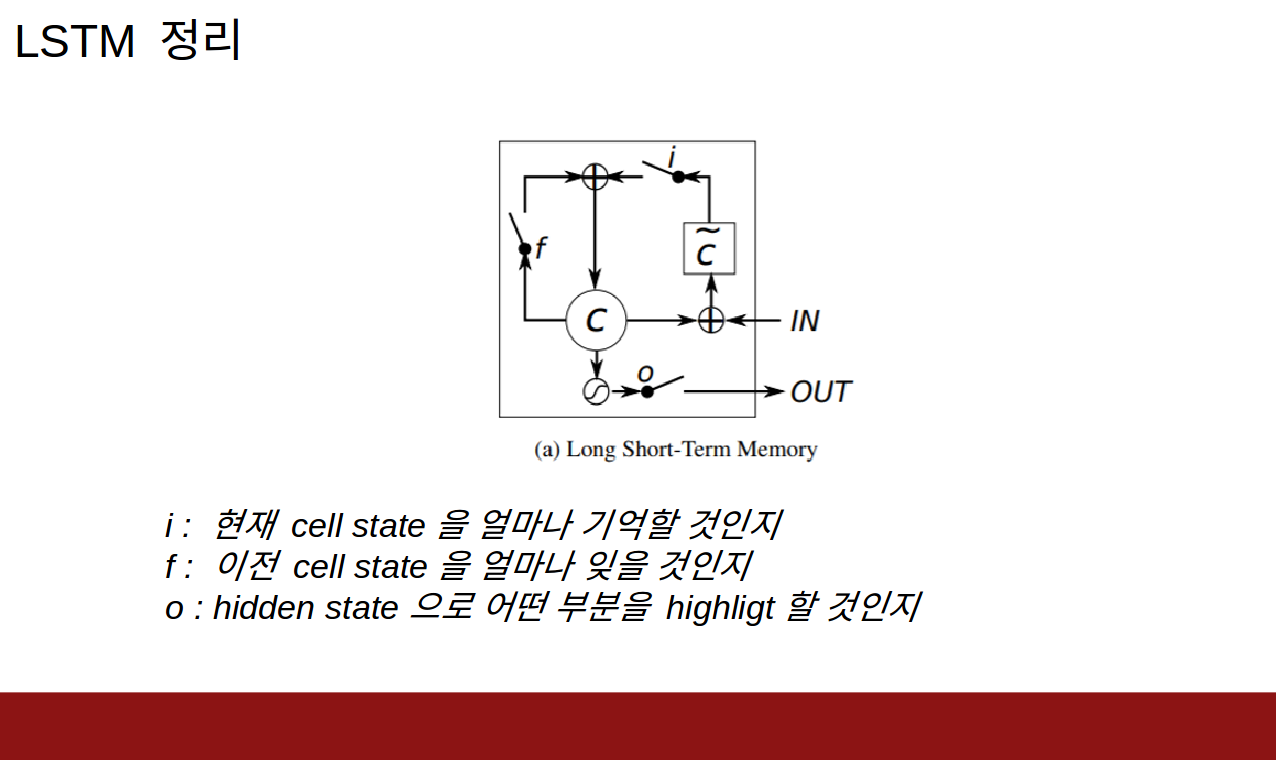 LSTM 정리
i
f
C̃
C
IN
o
OUT
(a) Long Short-Term Memory
i : 현재 cell state 을 얼마나 기억할 것인지
f : 이전 cell state 을 얼마나 잊을 것인지
o : hidden state 으로 어떤 부분을 highligt 할 것인지